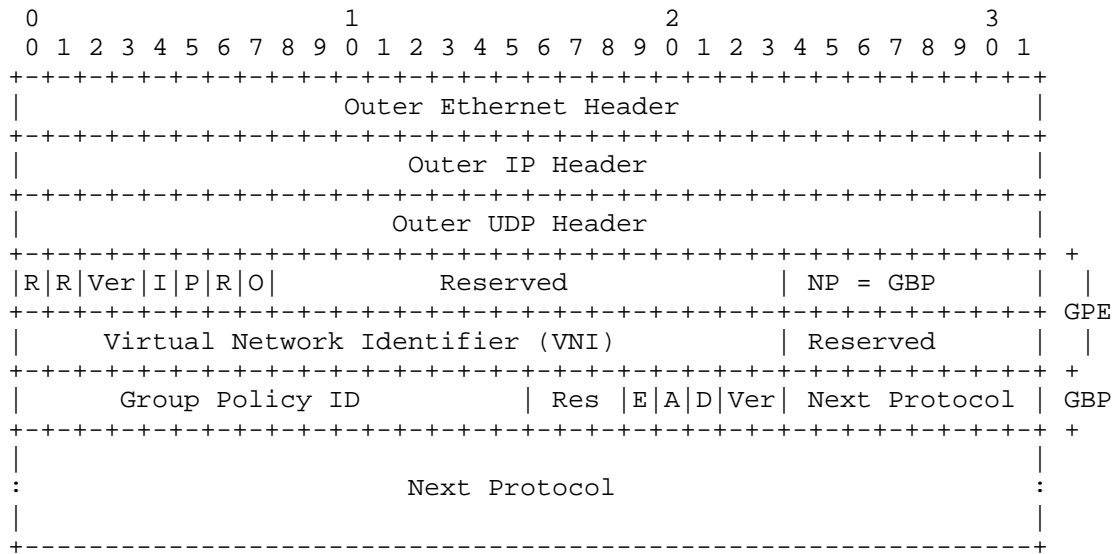 0                   1                   2                   3
 0 1 2 3 4 5 6 7 8 9 0 1 2 3 4 5 6 7 8 9 0 1 2 3 4 5 6 7 8 9 0 1
+-+-+-+-+-+-+-+-+-+-+-+-+-+-+-+-+-+-+-+-+-+-+-+-+-+-+-+-+-+-+-+-+
|                    Outer Ethernet Header                      |
+-+-+-+-+-+-+-+-+-+-+-+-+-+-+-+-+-+-+-+-+-+-+-+-+-+-+-+-+-+-+-+-+
|                        Outer IP Header                        |
+-+-+-+-+-+-+-+-+-+-+-+-+-+-+-+-+-+-+-+-+-+-+-+-+-+-+-+-+-+-+-+-+
|                       Outer UDP Header                        |
+-+-+-+-+-+-+-+-+-+-+-+-+-+-+-+-+-+-+-+-+-+-+-+-+-+-+-+-+-+-+-+-+ +
|R|R|Ver|I|P|R|O|          Reserved             | NP = GBP      |  |
+-+-+-+-+-+-+-+-+-+-+-+-+-+-+-+-+-+-+-+-+-+-+-+-+-+-+-+-+-+-+-+-+ GPE
|     Virtual Network Identifier (VNI)          | Reserved      |  |
+-+-+-+-+-+-+-+-+-+-+-+-+-+-+-+-+-+-+-+-+-+-+-+-+-+-+-+-+-+-+-+-+ +
|      Group Policy ID          | Res |E|A|D|Ver| Next Protocol | GBP
+-+-+-+-+-+-+-+-+-+-+-+-+-+-+-+-+-+-+-+-+-+-+-+-+-+-+-+-+-+-+-+-+ +
|                                                               |
:                        Next Protocol                          :
|                                                               |
+---------------------------------------------------------------+